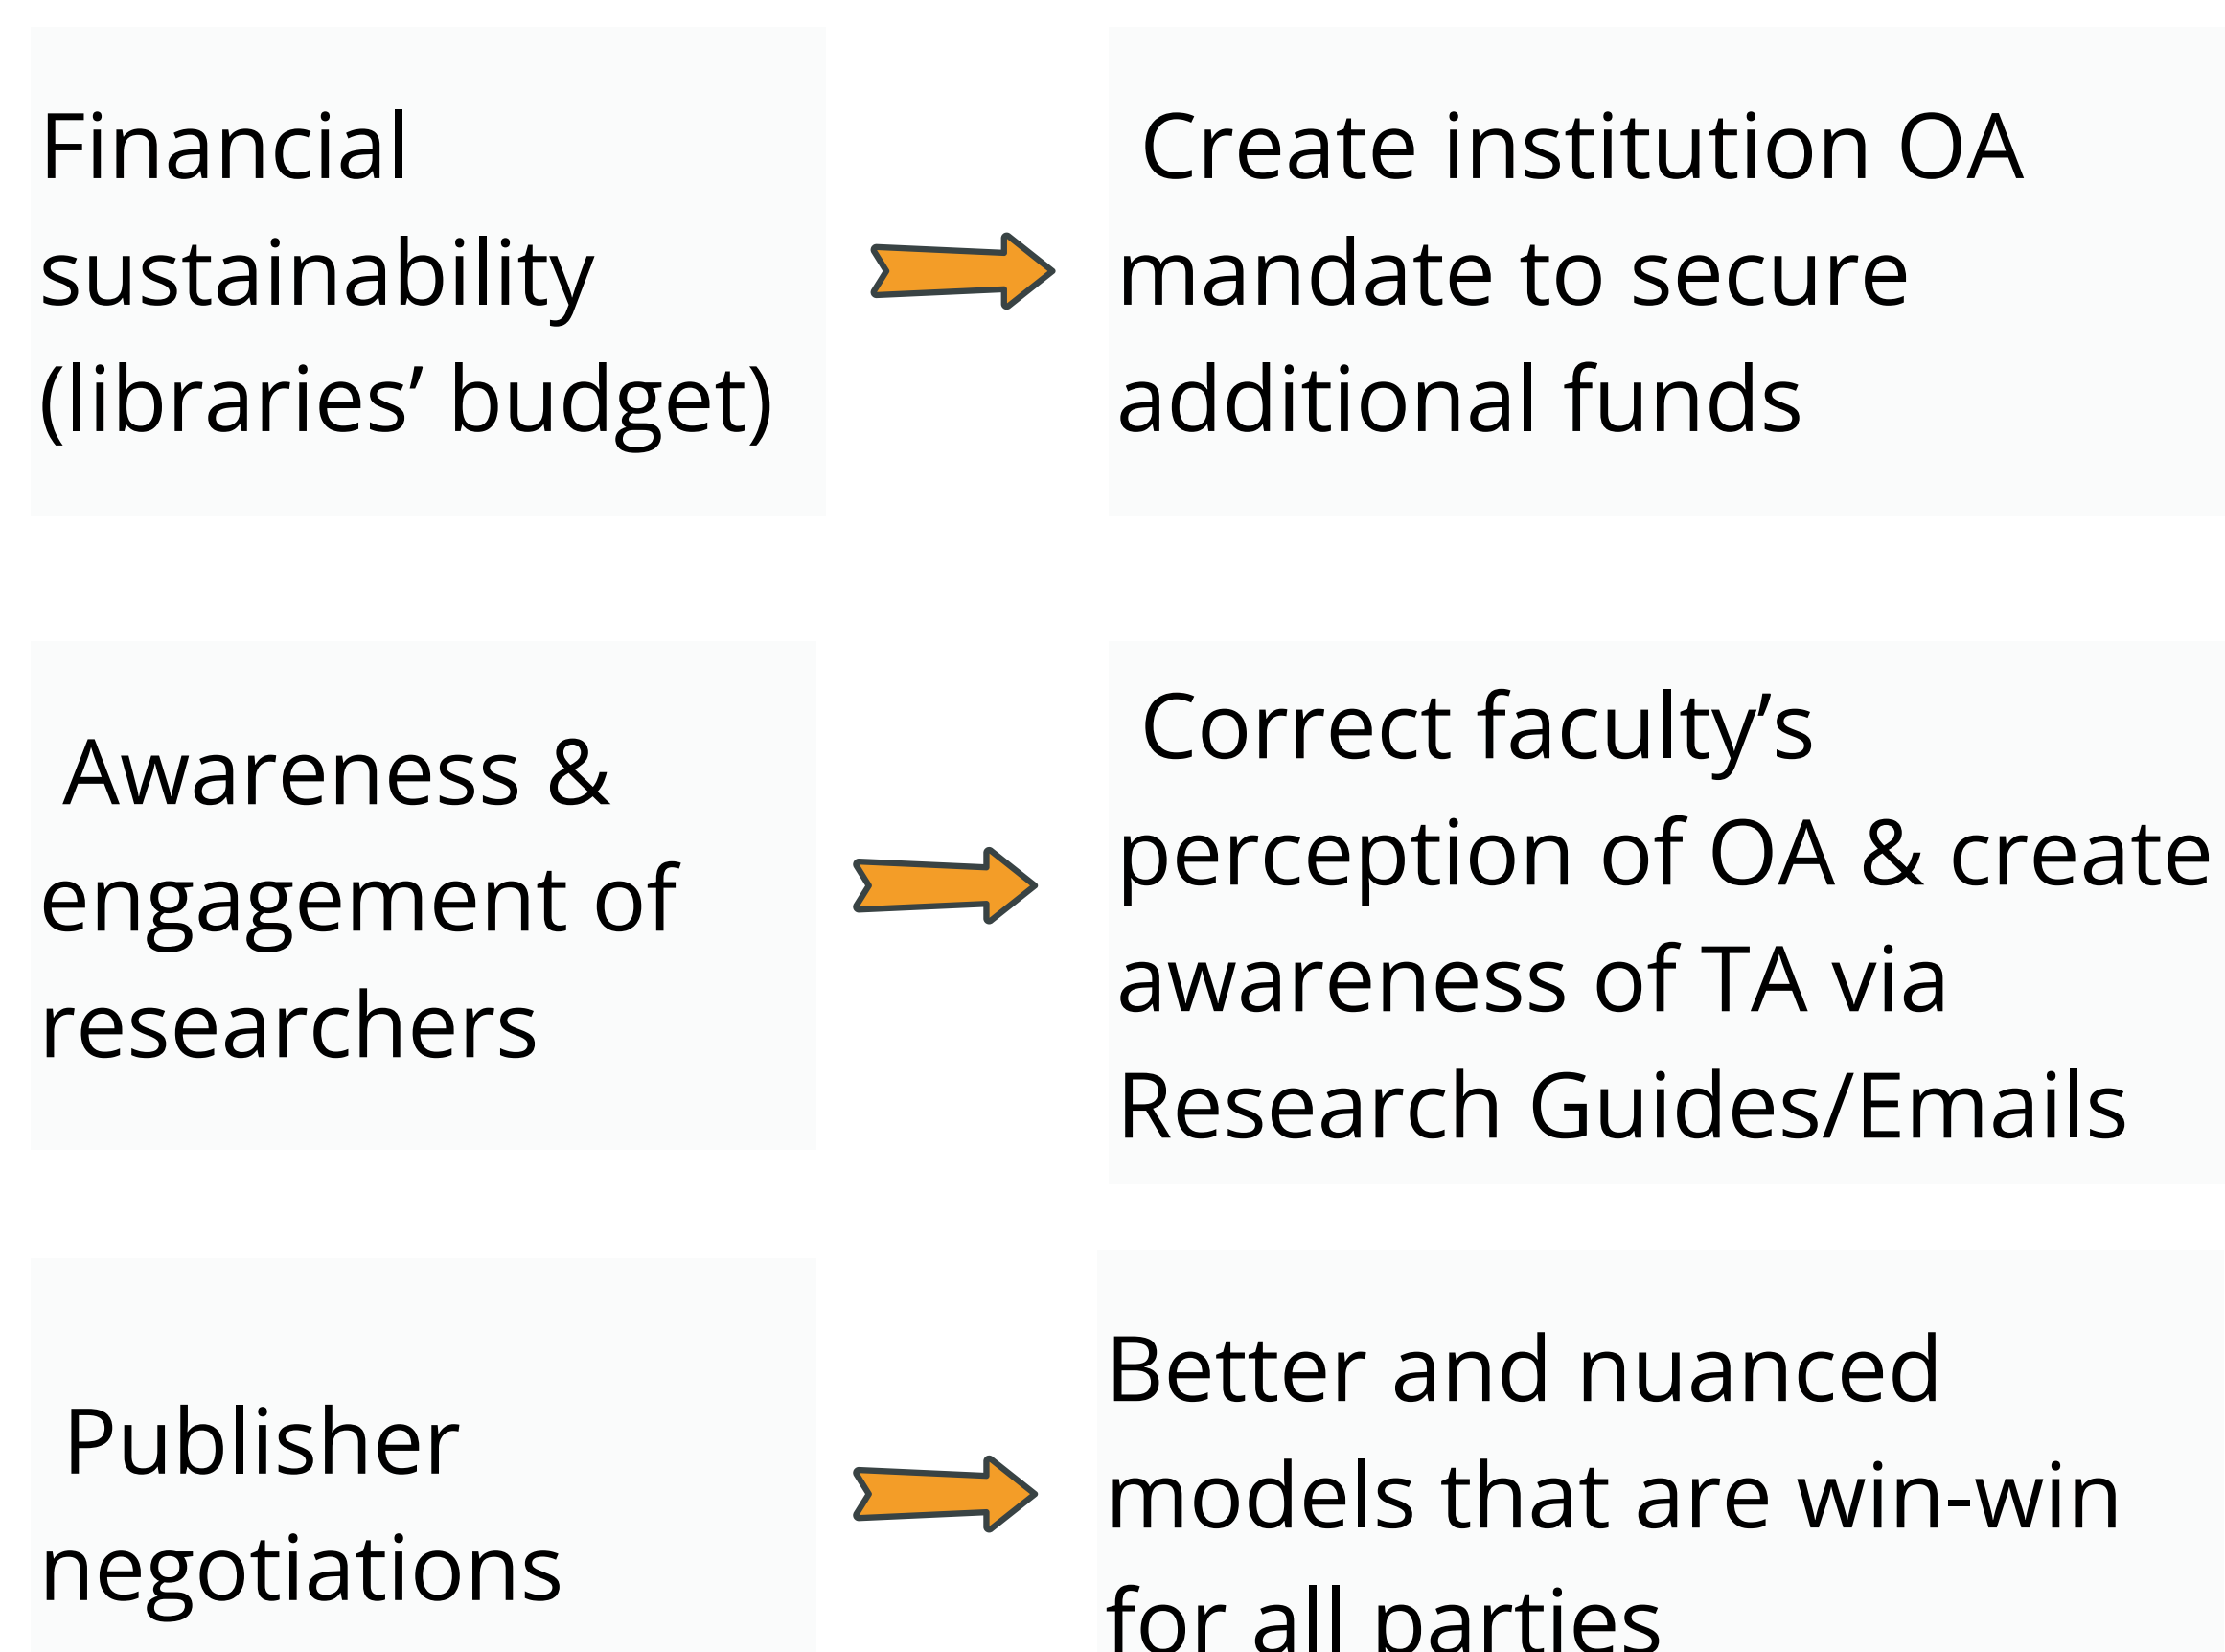 Financial
sustainability
(libraries’ budget)
Create institution OA
mandate to secure
additional funds
Awareness &
engagement of
researchers
Correct faculty’s
perception of OA & create
awareness of TA via
Research Guides/Emails
Publisher
negotiations
Better and nuanced
models that are win-win
for all parties